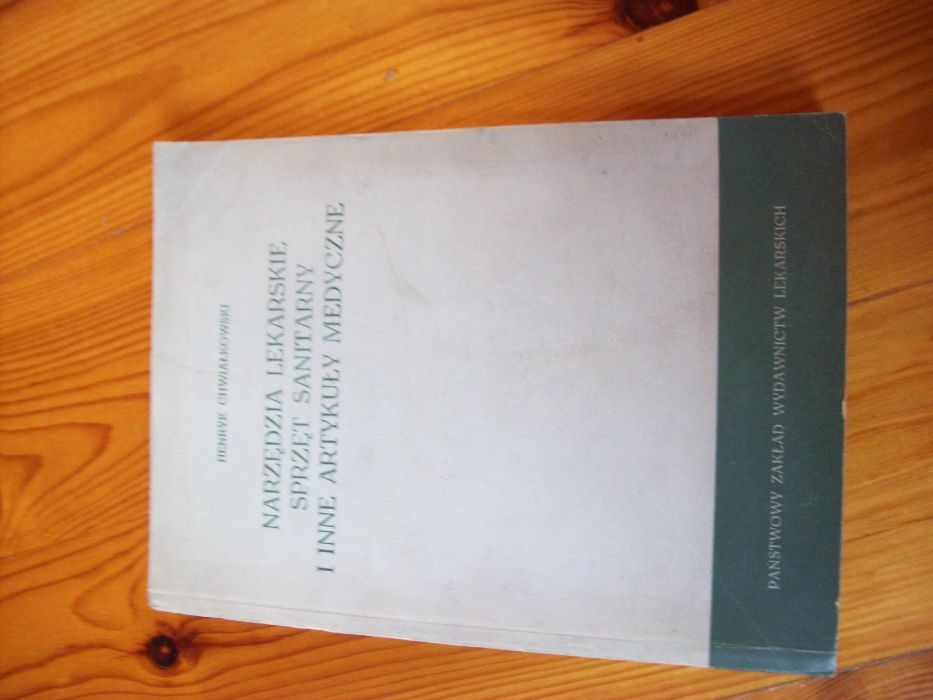 HENRYK CHWIAŁKOWSKI
NARZĘDZIA LEKARSKIE
SPRZĘT SANITARNY
I INNE ARTYKUŁY MEDYCZNE
PAŃSTWOWY ZAKŁAD WYDAWNICTW LEKARSKICH